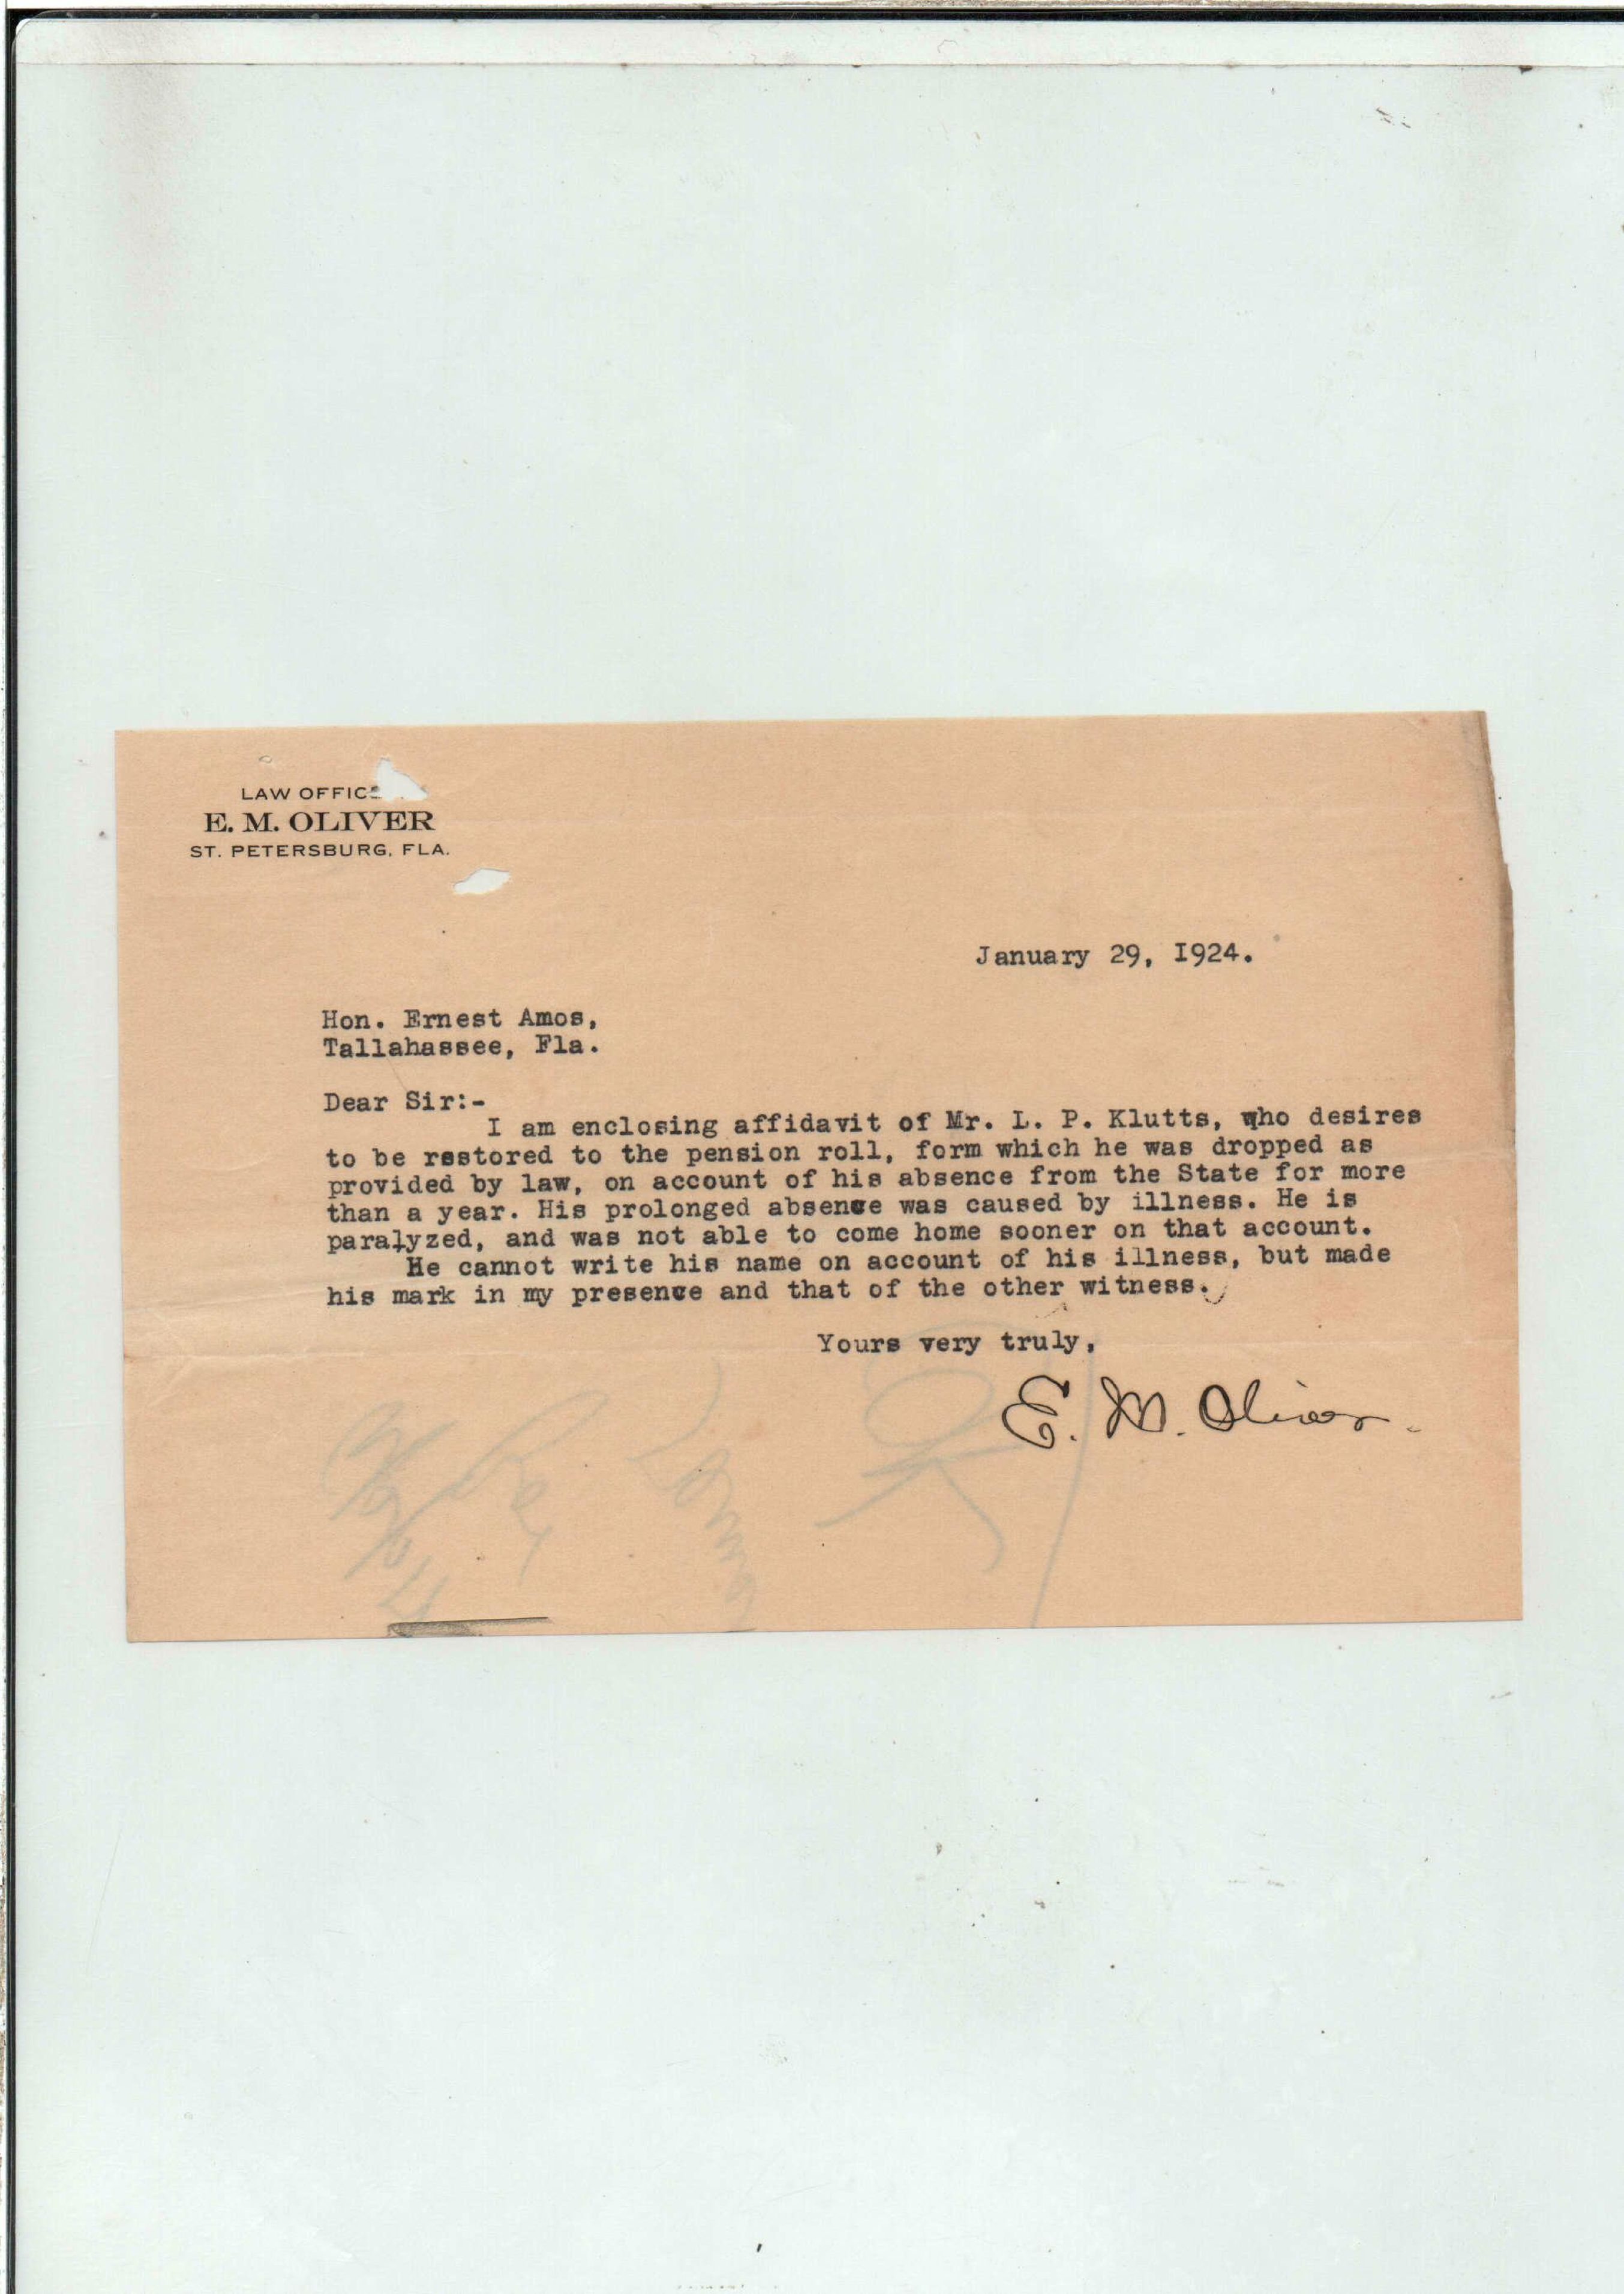 LAW OFFICE
E. M. OLIVER
ST. PETERSBURG, FLA.
January 29, I924.
Hon. Ernest Amos,
Tallahassee, Fla.
Dear Sir:-
I am enclosing affidavit of Mr. L. P. Klutts, who desires
to be restored to the pension roll, form which he was dropped as
provided by law, on account of his absence from the State for more
than a year. His prolonged absence was caused by illness. He is
paralyzed, and was not able to come home sooner on that account.
He cannot write his name on account of his illness, but made
his mark in my presence and that of the other witness.
Yours very truly,
E. M. Oliver.